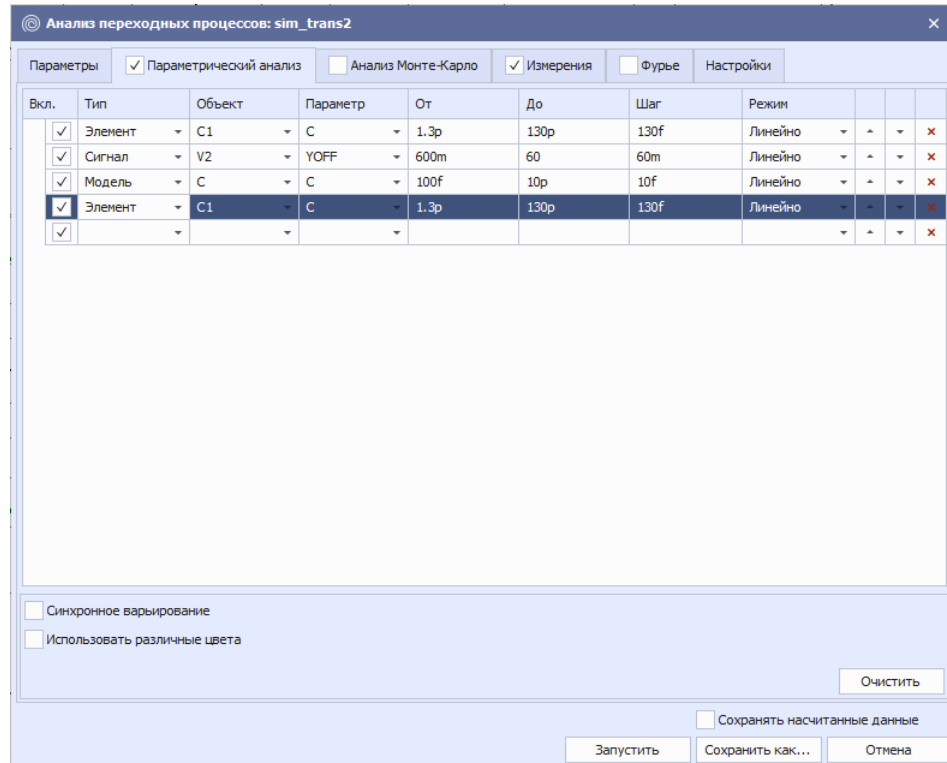 Анализ переходных процессов: sim_trans2
Параметры Параметрический анализ Анализ Монте-Карло Измерения Фурье Настройки
Вкл. Тип Объект Параметр От До Шаг Режим
Элемент C1 C 1.3p 130p 130f Линейно
Сигнал V2 YOFF 600m 60 60m Линейно
Модель C C 100f 10p 10f Линейно
Элемент C1 C 1.3p 130p 130f Линейно
Синхронное варьирование
Использовать различные цвета
Очистить
Сохранять насчитанные данные
Запустить Сохранить как... Отмена